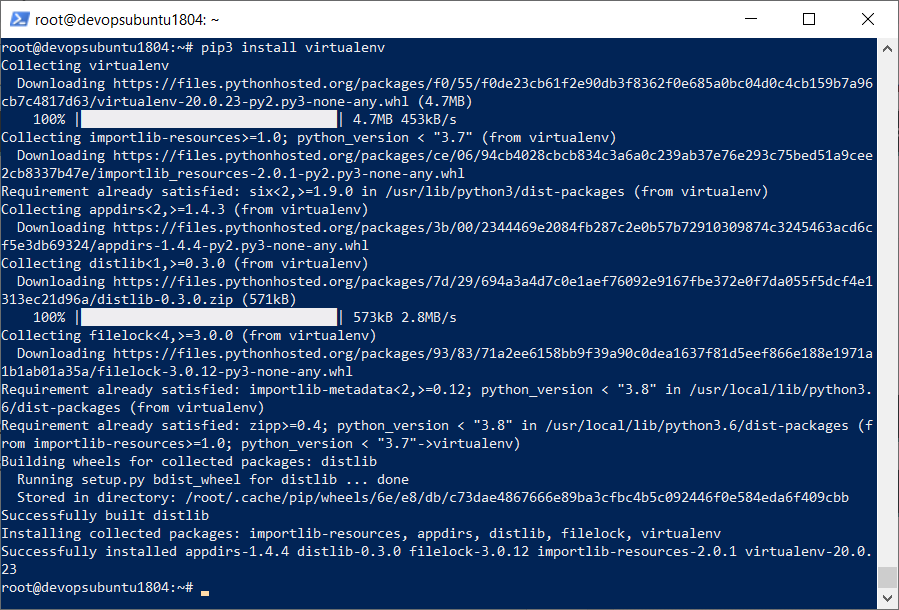 root@devopsubuntu1804: ~
root@devopsubuntu1804:~# pip3 install virtualenv
Collecting virtualenv
  Downloading https://files.pythonhosted.org/packages/f0/55/f0de23cb61f2e90db3f8362f0e685a0bc04d0c4cb159b7a96
cb7c4817d63/virtualenv-20.0.23-py2.py3-none-any.whl (4.7MB)
    100% |████████████████████████████████| 4.7MB 453kB/s
Collecting importlib-resources>=1.0; python_version < "3.7" (from virtualenv)
  Downloading https://files.pythonhosted.org/packages/ce/06/94cb4028cbcb834c3a6a0c239ab37e76e293c75bed51a9cee
2cb8337b47e/importlib_resources-2.0.1-py2.py3-none-any.whl
Requirement already satisfied: six<2,>=1.9.0 in /usr/lib/python3/dist-packages (from virtualenv)
Collecting appdirs<2,>=1.4.3 (from virtualenv)
  Downloading https://files.pythonhosted.org/packages/3b/00/2344469e2084fb287c2e0b57b72910309874c3245463acd6c
f5e3db69324/appdirs-1.4.4-py2.py3-none-any.whl
Collecting distlib<1,>=0.3.0 (from virtualenv)
  Downloading https://files.pythonhosted.org/packages/7d/29/694a3a4d7c0e1aef76092e9167fbe372e0f7da055f5dcf4e1
313ec21d96a/distlib-0.3.0.zip (571kB)
    100% |████████████████████████████████| 573kB 2.8MB/s
Collecting filelock<4,>=3.0.0 (from virtualenv)
  Downloading https://files.pythonhosted.org/packages/93/83/71a2ee6158bb9f39a90c0dea1637f81d5eef866e188e1971a
1b1ab01a35a/filelock-3.0.12-py3-none-any.whl
Requirement already satisfied: importlib-metadata<2,>=0.12; python_version < "3.8" in /usr/local/lib/python3.
6/dist-packages (from virtualenv)
Requirement already satisfied: zipp>=0.4; python_version < "3.8" in /usr/local/lib/python3.6/dist-packages (f
rom importlib-resources>=1.0; python_version < "3.7"->virtualenv)
Building wheels for collected packages: distlib
  Running setup.py bdist_wheel for distlib ... done
  Stored in directory: /root/.cache/pip/wheels/6e/e8/db/c73dae4867666e89ba3cfbc4b5c092446f0e584eda6f409cbb
Successfully built distlib
Installing collected packages: importlib-resources, appdirs, distlib, filelock, virtualenv
Successfully installed appdirs-1.4.4 distlib-0.3.0 filelock-3.0.12 importlib-resources-2.0.1 virtualenv-20.0.
23
root@devopsubuntu1804:~#